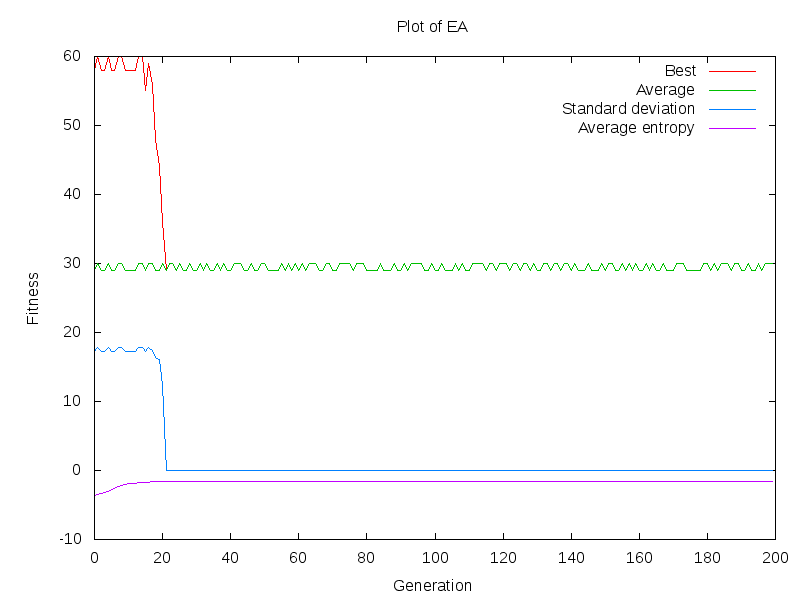 Plot of EA
60
50
40
30
20
10
0
-10
Fitness
Best
Average
Standard deviation
Average entropy
0 20 40 60 80 100 120 140 160 180 200
Generation